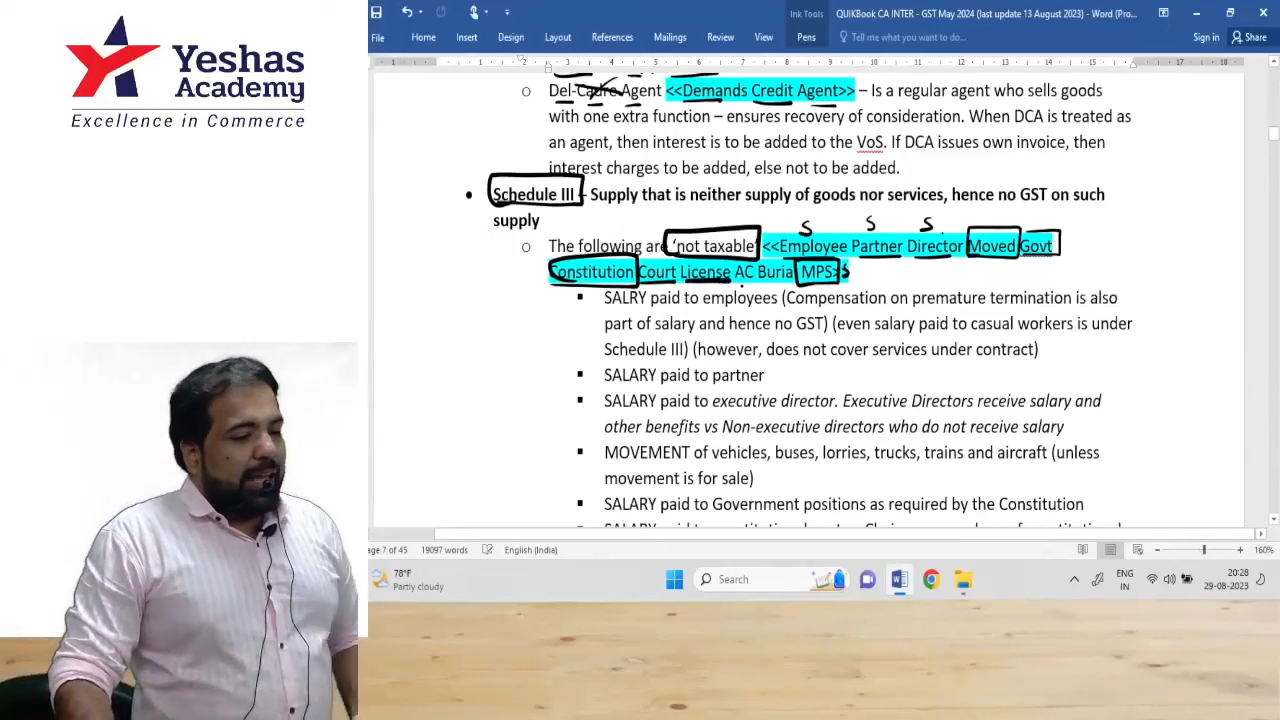 Yeshas
Academy
Excellence in Commerce
Ink Tools
QUIKBook CA INTER - GST May 2024 (last update 13 August 2023) - Word (Pro...
File Home Insert Design Layout References Mailings Review View Pens Tell me what you want to do... Sign in Share
Del-Cadre Agent <<Demands Credit Agent>> – Is a regular agent who sells goods
with one extra function – ensures recovery of consideration. When DCA is treated as
an agent, then interest is to be added to the VoS. If DCA issues own invoice, then
interest charges to be added, else not to be added.
Schedule III – Supply that is neither supply of goods nor services, hence no GST on such
supply
S S S
The following are 'not taxable' <<Employee Partner Director Moved Govt
Constitution Court License AC Burial MPS>>
SALRY paid to employees (Compensation on premature termination is also
part of salary and hence no GST) (even salary paid to casual workers is under
Schedule III) (however, does not cover services under contract)
SALARY paid to partner
SALARY paid to executive director. Executive Directors receive salary and
other benefits vs Non-executive directors who do not receive salary
MOVEMENT of vehicles, buses, lorries, trucks, trains and aircraft (unless
movement is for sale)
SALARY paid to Government positions as required by the Constitution
age 7 of 45 19097 words English (India) 160%
78°F
Partly cloudy
Search
ENG
IN
20:28
29-08-2023